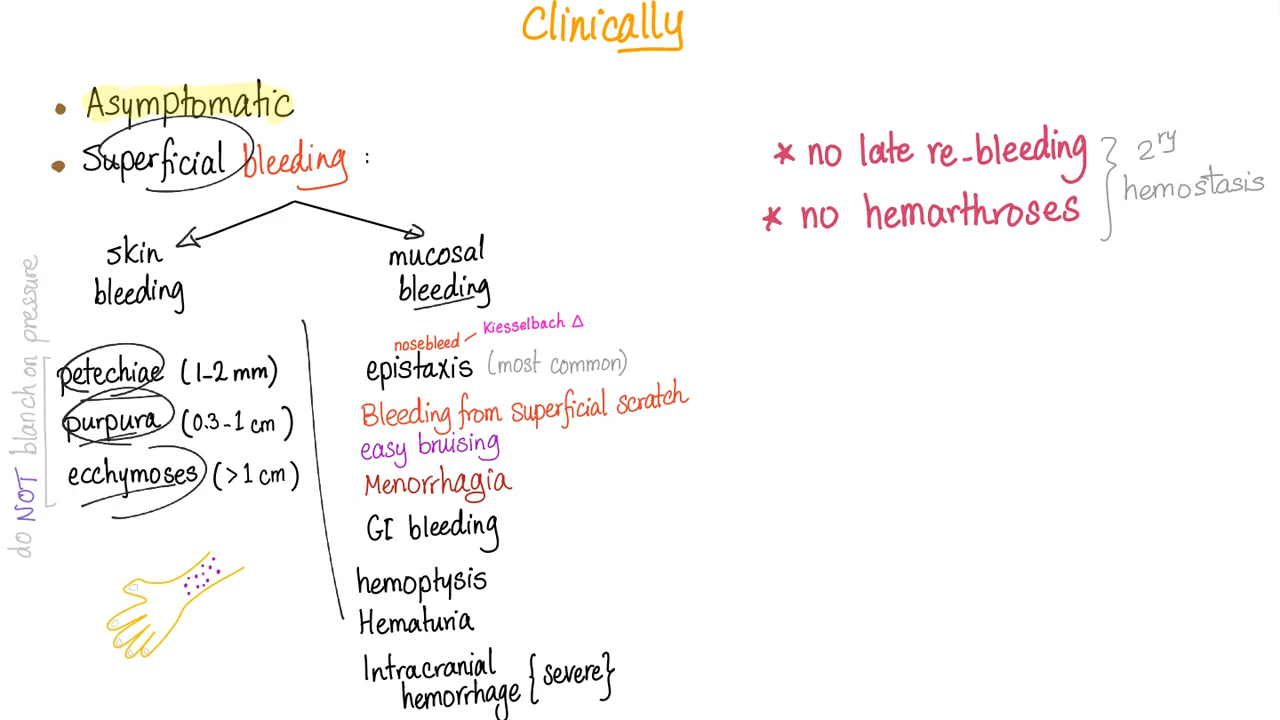 Clinically
• Asymptomatic
• Superficial bleeding :
skin
bleeding
do NOT blanch on pressure
petechiae (1-2 mm)
purpura (0.3-1 cm)
ecchymoses (>1 cm)
mucosal
bleeding
nosebleed
Kiesselbach Δ
epistaxis (most common)
Bleeding from superficial scratch
easy bruising
Menorrhagia
GI bleeding
hemoptysis
Hematuria
Intracranial
hemorrhage {severe}
* no late re-bleeding
* no hemarthroses
2ry
hemostasis